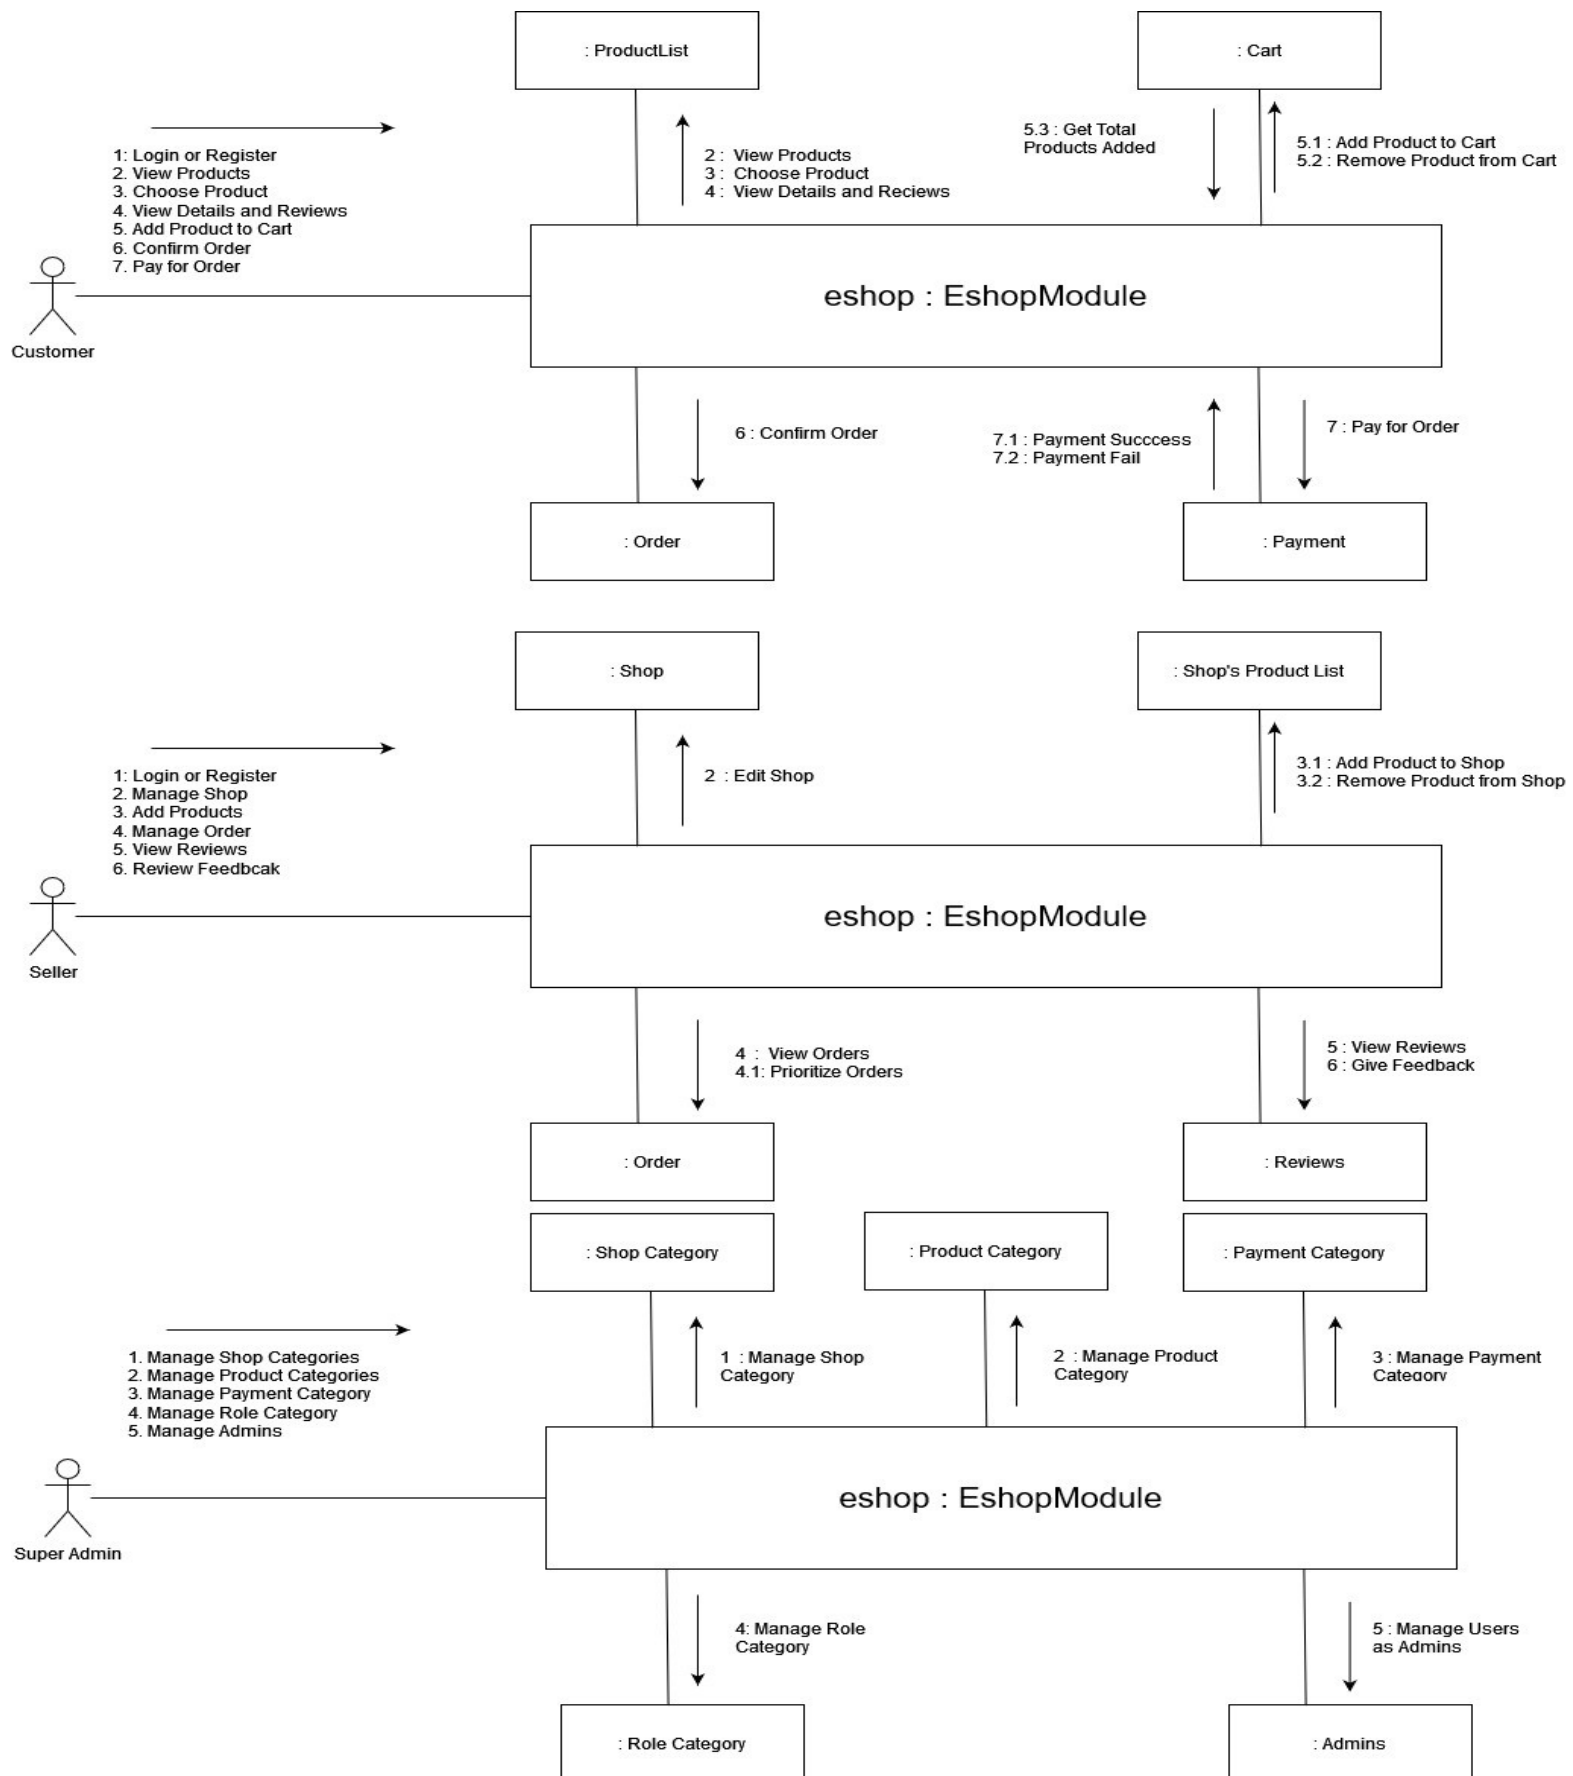 : ProductList
: Cart
1: Login or Register
2. View Products
3. Choose Product
4. View Details and Reviews
5. Add Product to Cart
6. Confirm Order
7. Pay for Order
2 : View Products
3 : Choose Product
4 : View Details and Reciews
5.3 : Get Total
Products Added
5.1 : Add Product to Cart
5.2 : Remove Product from Cart
Customer
eshop : EshopModule
6 : Confirm Order
7.1 : Payment Succcess
7.2 : Payment Fail
7 : Pay for Order
: Order
: Payment
: Shop
: Shop's Product List
1: Login or Register
2. Manage Shop
3. Add Products
4. Manage Order
5. View Reviews
6. Review Feedbcak
2 : Edit Shop
3.1 : Add Product to Shop
3.2 : Remove Product from Shop
Seller
eshop : EshopModule
4 : View Orders
4.1: Prioritize Orders
5 : View Reviews
6 : Give Feedback
: Order
: Reviews
: Shop Category
: Product Category
: Payment Category
1. Manage Shop Categories
2. Manage Product Categories
3. Manage Payment Category
4. Manage Role Category
5. Manage Admins
1 : Manage Shop
Category
2 : Manage Product
Category
3 : Manage Payment
Category
Super Admin
eshop : EshopModule
4: Manage Role
Category
5 : Manage Users
as Admins
: Role Category
: Admins